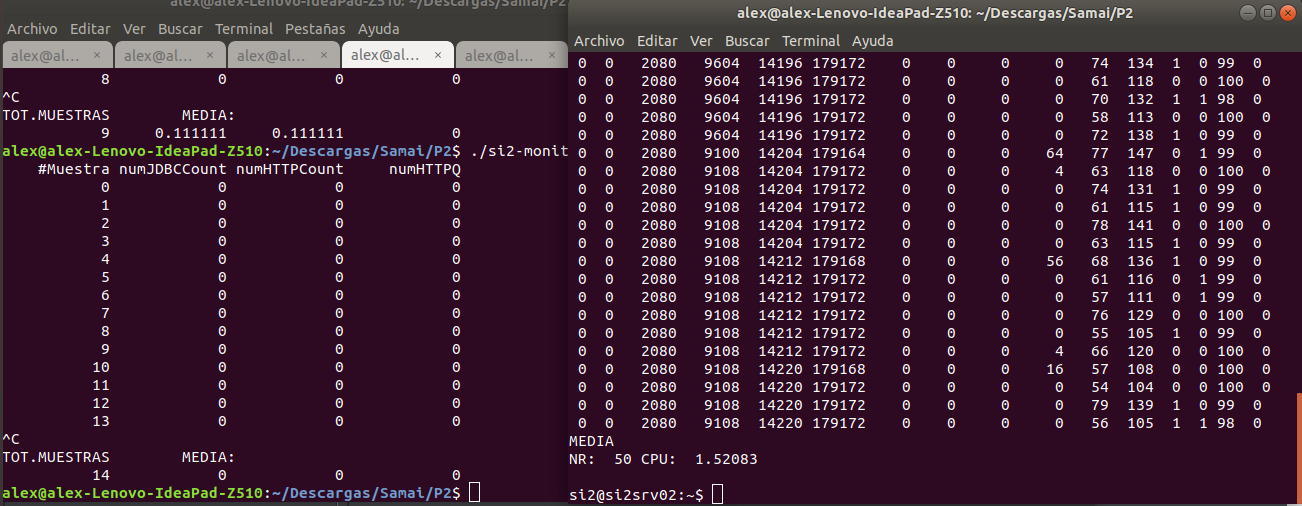 alex@alex-Lenovo-IdeaPad-Z510: ~/Descargas/Samai/P2
Archivo Editar Ver Buscar Terminal Pestañas Ayuda
alex@al... × alex@al... × alex@al... × alex@al... × alex@al... ×
8 0 0 0
^C
TOT.MUESTRAS MEDIA:
9 0.111111 0.111111 0
alex@alex-Lenovo-IdeaPad-Z510:~/Descargas/Samai/P2$ ./si2-monit
#Muestra numJDBCCount numHTTPCount numHTTPQ
0 0 0 0
1 0 0 0
2 0 0 0
3 0 0 0
4 0 0 0
5 0 0 0
6 0 0 0
7 0 0 0
8 0 0 0
9 0 0 0
10 0 0 0
11 0 0 0
12 0 0 0
13 0 0 0
^C
TOT.MUESTRAS MEDIA:
14 0 0 0
alex@alex-Lenovo-IdeaPad-Z510:~/Descargas/Samai/P2$
alex@alex-Lenovo-IdeaPad-Z510: ~/Descargas/Samai/P2
Archivo Editar Ver Buscar Terminal Ayuda
0 0 2080 9604 14196 179172 0 0 0 0 74 134 1 0 99 0
0 0 2080 9604 14196 179172 0 0 0 0 61 118 0 0 100 0
0 0 2080 9604 14196 179172 0 0 0 0 70 132 1 1 98 0
0 0 2080 9604 14196 179172 0 0 0 0 58 113 0 0 100 0
0 0 2080 9604 14196 179172 0 0 0 0 72 138 1 0 99 0
0 0 2080 9100 14204 179164 0 0 0 64 77 147 0 1 99 0
0 0 2080 9108 14204 179172 0 0 0 4 63 118 0 0 100 0
0 0 2080 9108 14204 179172 0 0 0 0 74 131 1 0 99 0
0 0 2080 9108 14204 179172 0 0 0 0 61 115 1 0 99 0
0 0 2080 9108 14204 179172 0 0 0 0 78 141 0 0 100 0
0 0 2080 9108 14204 179172 0 0 0 0 63 115 1 0 99 0
0 0 2080 9108 14212 179168 0 0 0 56 68 136 1 0 99 0
0 0 2080 9108 14212 179172 0 0 0 0 61 116 0 1 99 0
0 0 2080 9108 14212 179172 0 0 0 0 57 111 0 1 99 0
0 0 2080 9108 14212 179172 0 0 0 0 76 129 0 0 100 0
0 0 2080 9108 14212 179172 0 0 0 0 55 105 1 0 99 0
0 0 2080 9108 14212 179172 0 0 0 4 66 120 0 0 100 0
0 0 2080 9108 14220 179168 0 0 0 16 57 108 0 0 100 0
0 0 2080 9108 14220 179172 0 0 0 0 54 104 0 0 100 0
0 0 2080 9108 14220 179172 0 0 0 0 79 139 1 0 99 0
0 0 2080 9108 14220 179172 0 0 0 0 56 105 1 1 98 0
MEDIA
NR: 50 CPU: 1.52083
si2@si2srv02:~$